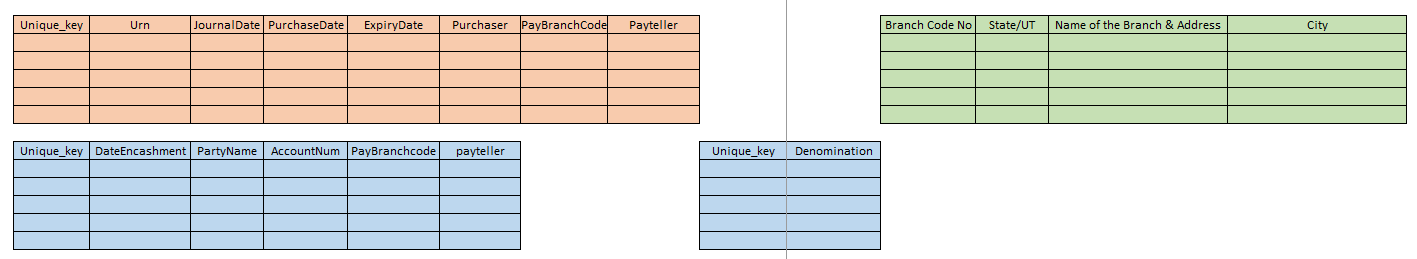 Unique_key Urn JournalDate PurchaseDate ExpiryDate Purchaser PayBranchCode Payteller
Branch Code No State/UT Name of the Branch & Address City
Unique_key DateEncashment PartyName AccountNum PayBranchcode payteller
Unique_key Denomination